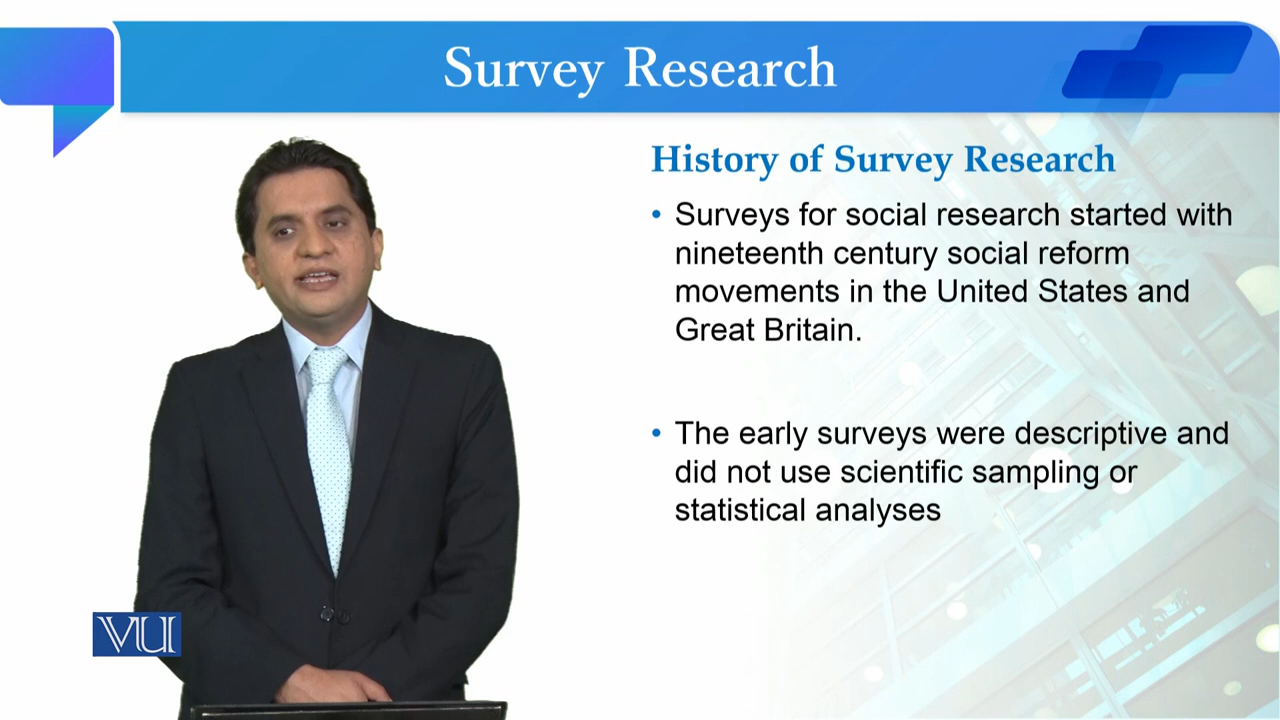 Survey Research
History of Survey Research
• Surveys for social research started with
nineteenth century social reform
movements in the United States and
Great Britain.
• The early surveys were descriptive and
did not use scientific sampling or
statistical analyses
VU